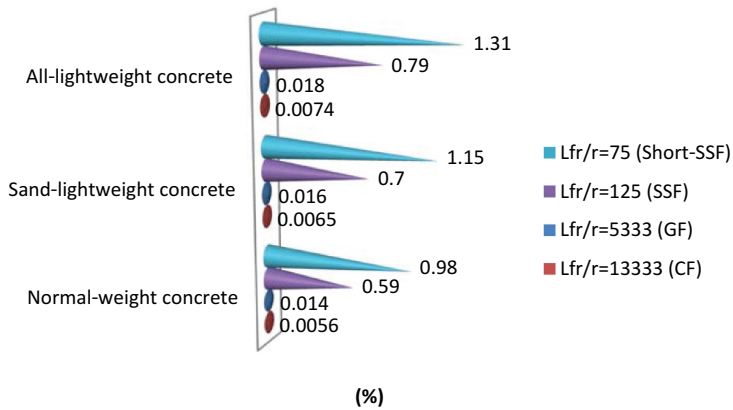 1.31
0.79
All-lightweight concrete
0.018
0.0074
1.15
Sand-lightweight concrete
0.7
0.016
0.0065
0.98
0.59
Normal-weight concrete
0.014
0.0056
Lfr/r=75 (Short-SSF)
Lfr/r=125 (SSF)
Lfr/r=5333 (GF)
Lfr/r=13333 (CF)
(%)